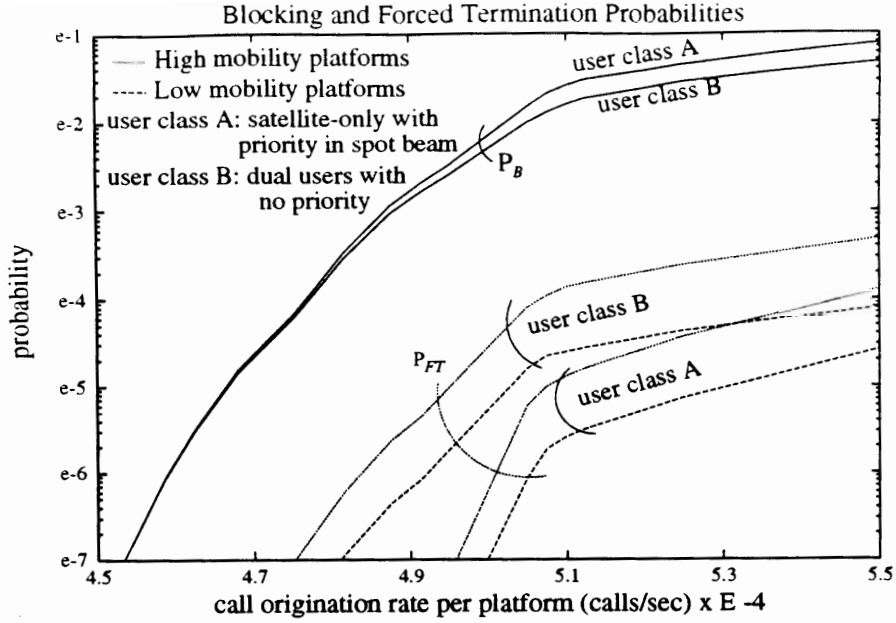 Blocking and Forced Termination Probabilities
e-1
e-2
e-3
e-4
e-5
e-6
e-7
probability
High mobility platforms
Low mobility platforms
user class A: satellite-only with
priority in spot beam
user class B: dual users with
no priority
user class A
user class B
P_B
user class B
P_FT
user class A
4.5 4.7 4.9 5.1 5.3 5.5
call origination rate per platform (calls/sec) x E -4